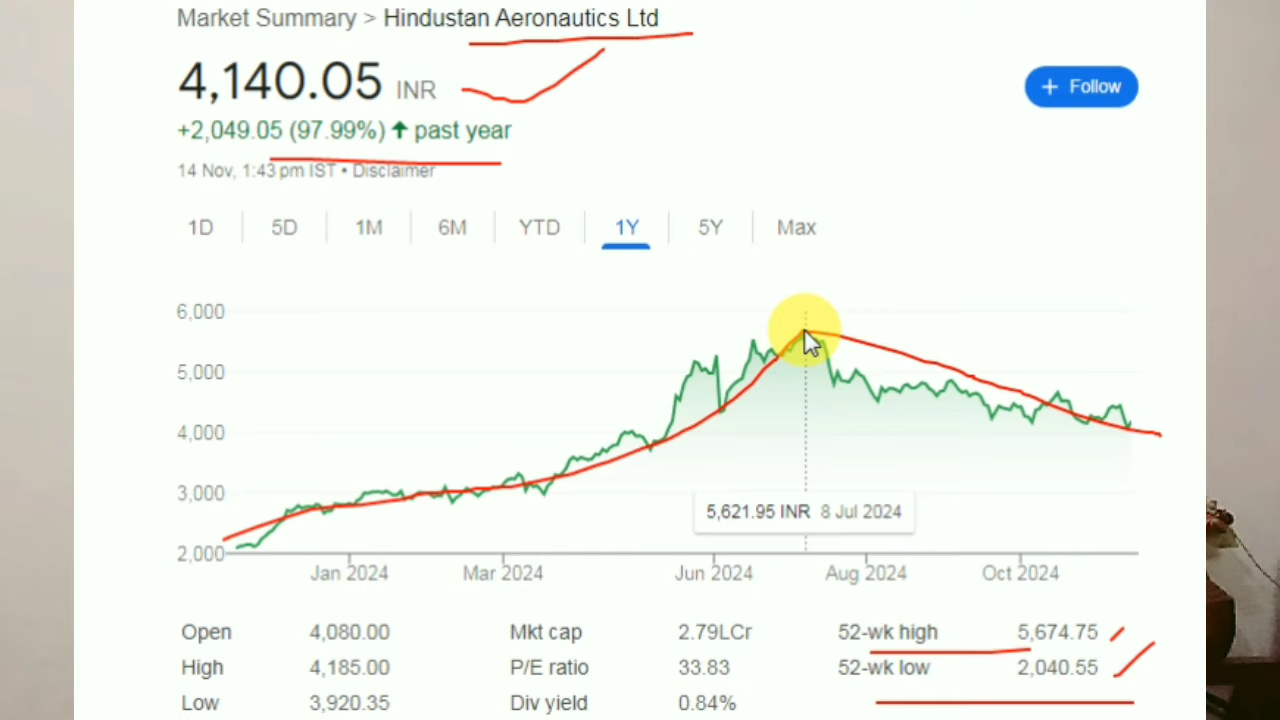 Market Summary > Hindustan Aeronautics Ltd
4,140.05 INR
+ Follow
+2,049.05 (97.99%) ↑ past year
14 Nov, 1:43 pm IST • Disclaimer
1D 5D 1M 6M YTD 1Y 5Y Max
6,000
5,000
4,000
3,000
2,000
5,621.95 INR 8 Jul 2024
Jan 2024 Mar 2024 Jun 2024 Aug 2024 Oct 2024
Open 4,080.00 Mkt cap 2.79LCr 52-wk high 5,674.75
High 4,185.00 P/E ratio 33.83 52-wk low 2,040.55
Low 3,920.35 Div yield 0.84%